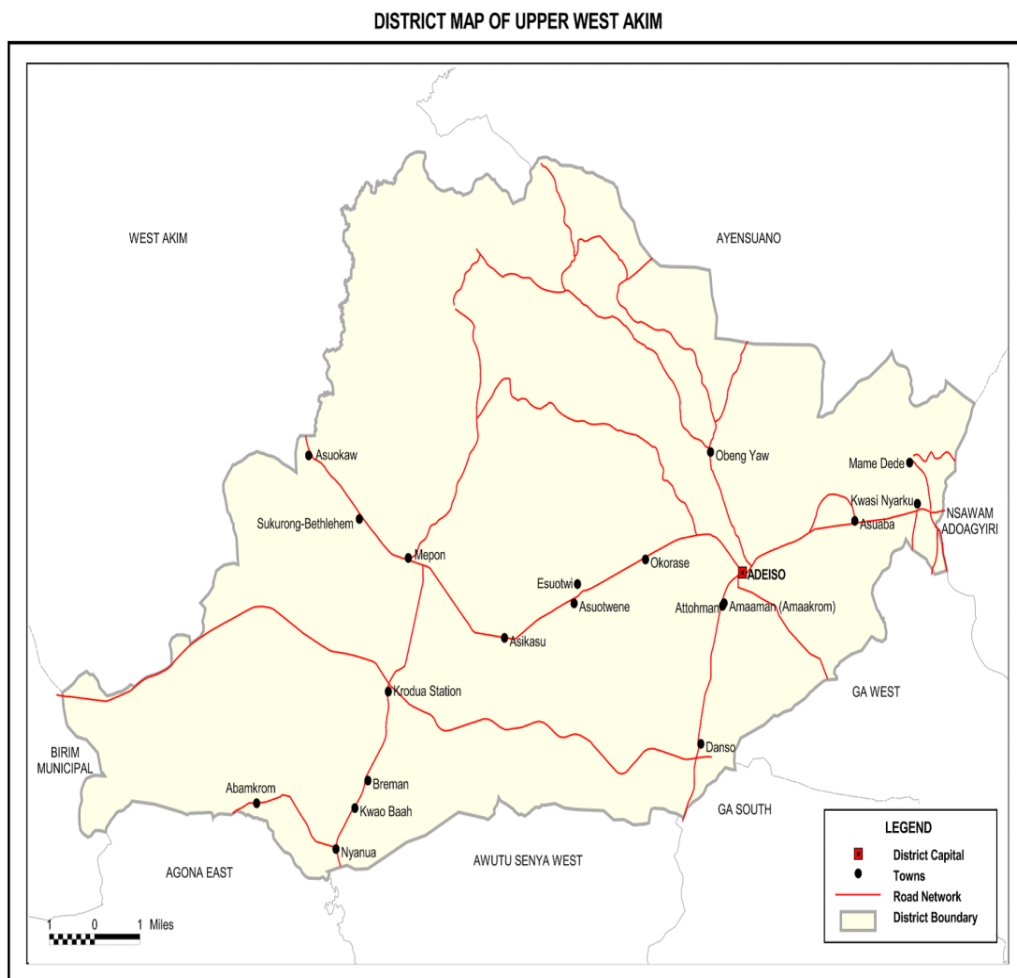 DISTRICT MAP OF UPPER WEST AKIM
WEST AKIM
AYENSUANO
Asuokaw
Obeng Yaw
Mame Dede
Kwasi Nyarku
NSAWAM
ADOAGYIRI
Sukurong-Bethlehem
Asuaba
Mepon
Okorase
ADEISO
Esuotwi
Asuotwene
Attohman
Amaaman (Amaakrom)
Asikasu
Krodua Station
GA WEST
BIRIM
MUNICIPAL
Danso
Breman
Abamkrom
Kwao Baah
GA SOUTH
Nyanua
AGONA EAST
AWUTU SENYA WEST
LEGEND
District Capital
Towns
Road Network
District Boundary
1 0 1 Miles